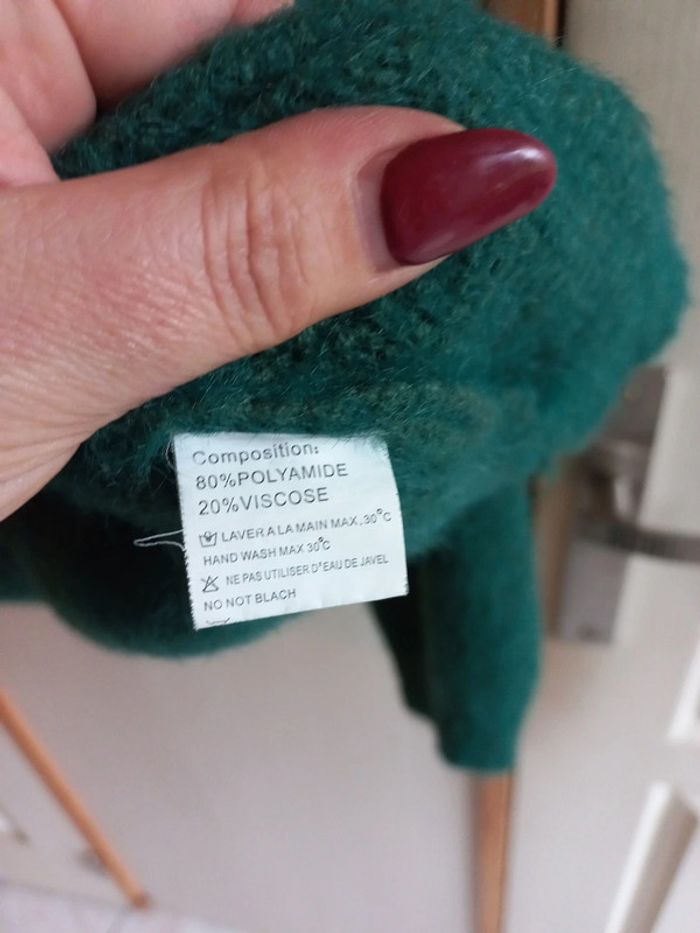 Composition:
80%POLYAMIDE
20%VISCOSE
LAVER A LA MAIN MAX.30°C
HAND WASH MAX 30°C
NE PAS UTILISER D'EAU DE JAVEL
NO NOT BLACH